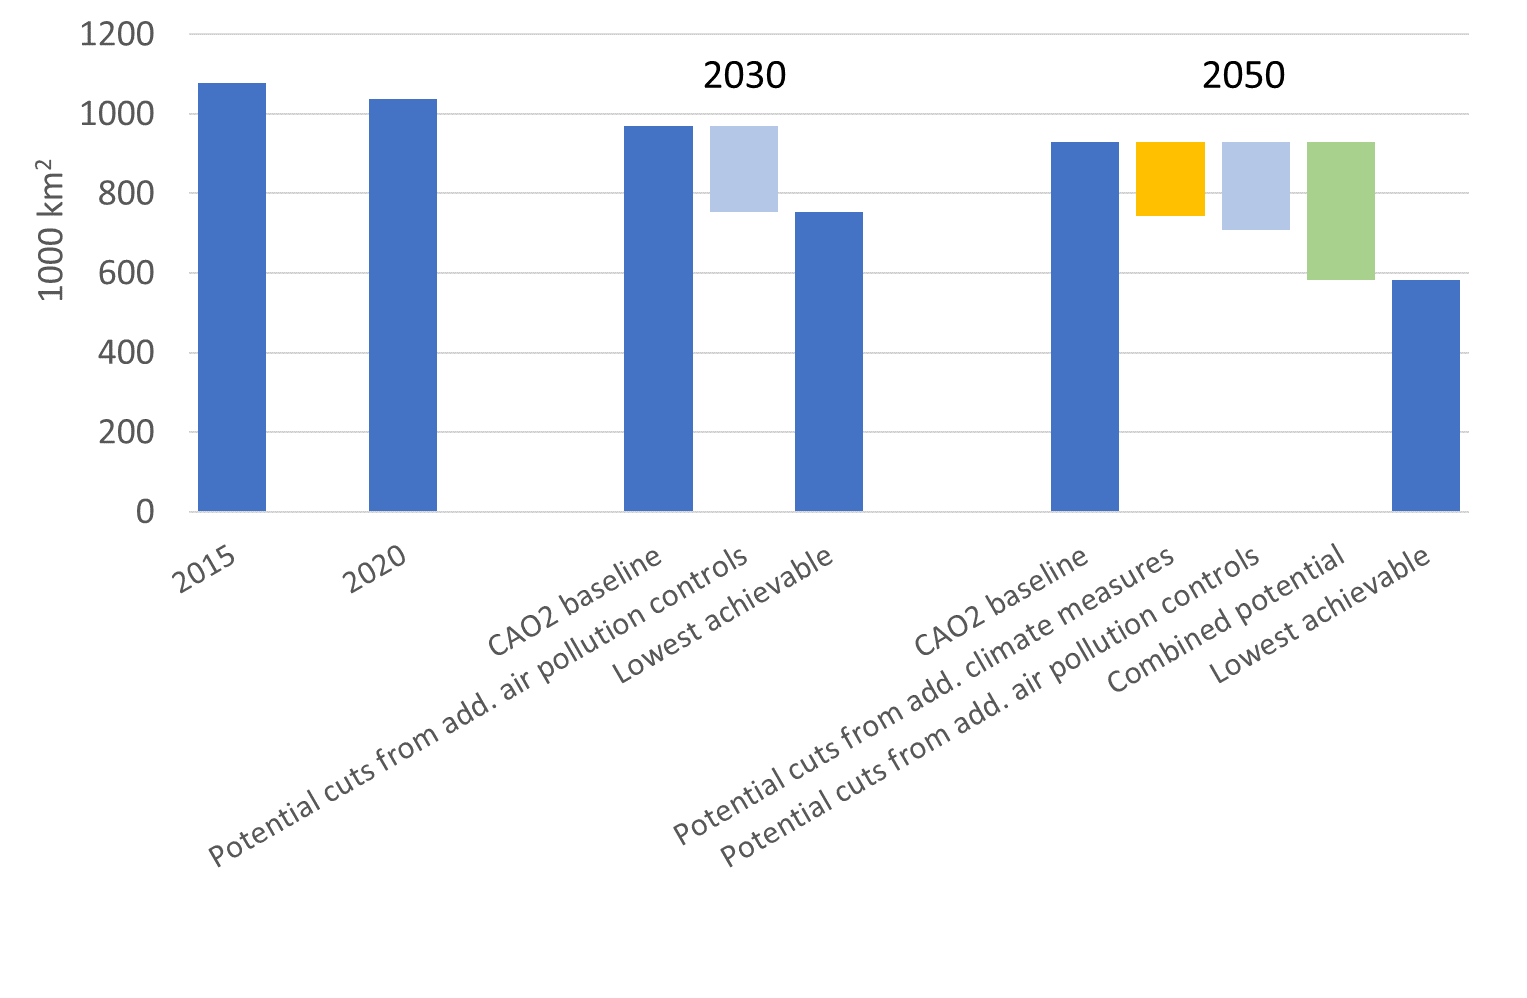 1200
1000
800
600
400
200
0
1000 km²
2030
2050
2015
2020
CAO2 baseline
Potential cuts from add. air pollution controls
Lowest achievable
CAO2 baseline
Potential cuts from add. climate measures
Potential cuts from add. air pollution controls
Combined potential
Lowest achievable